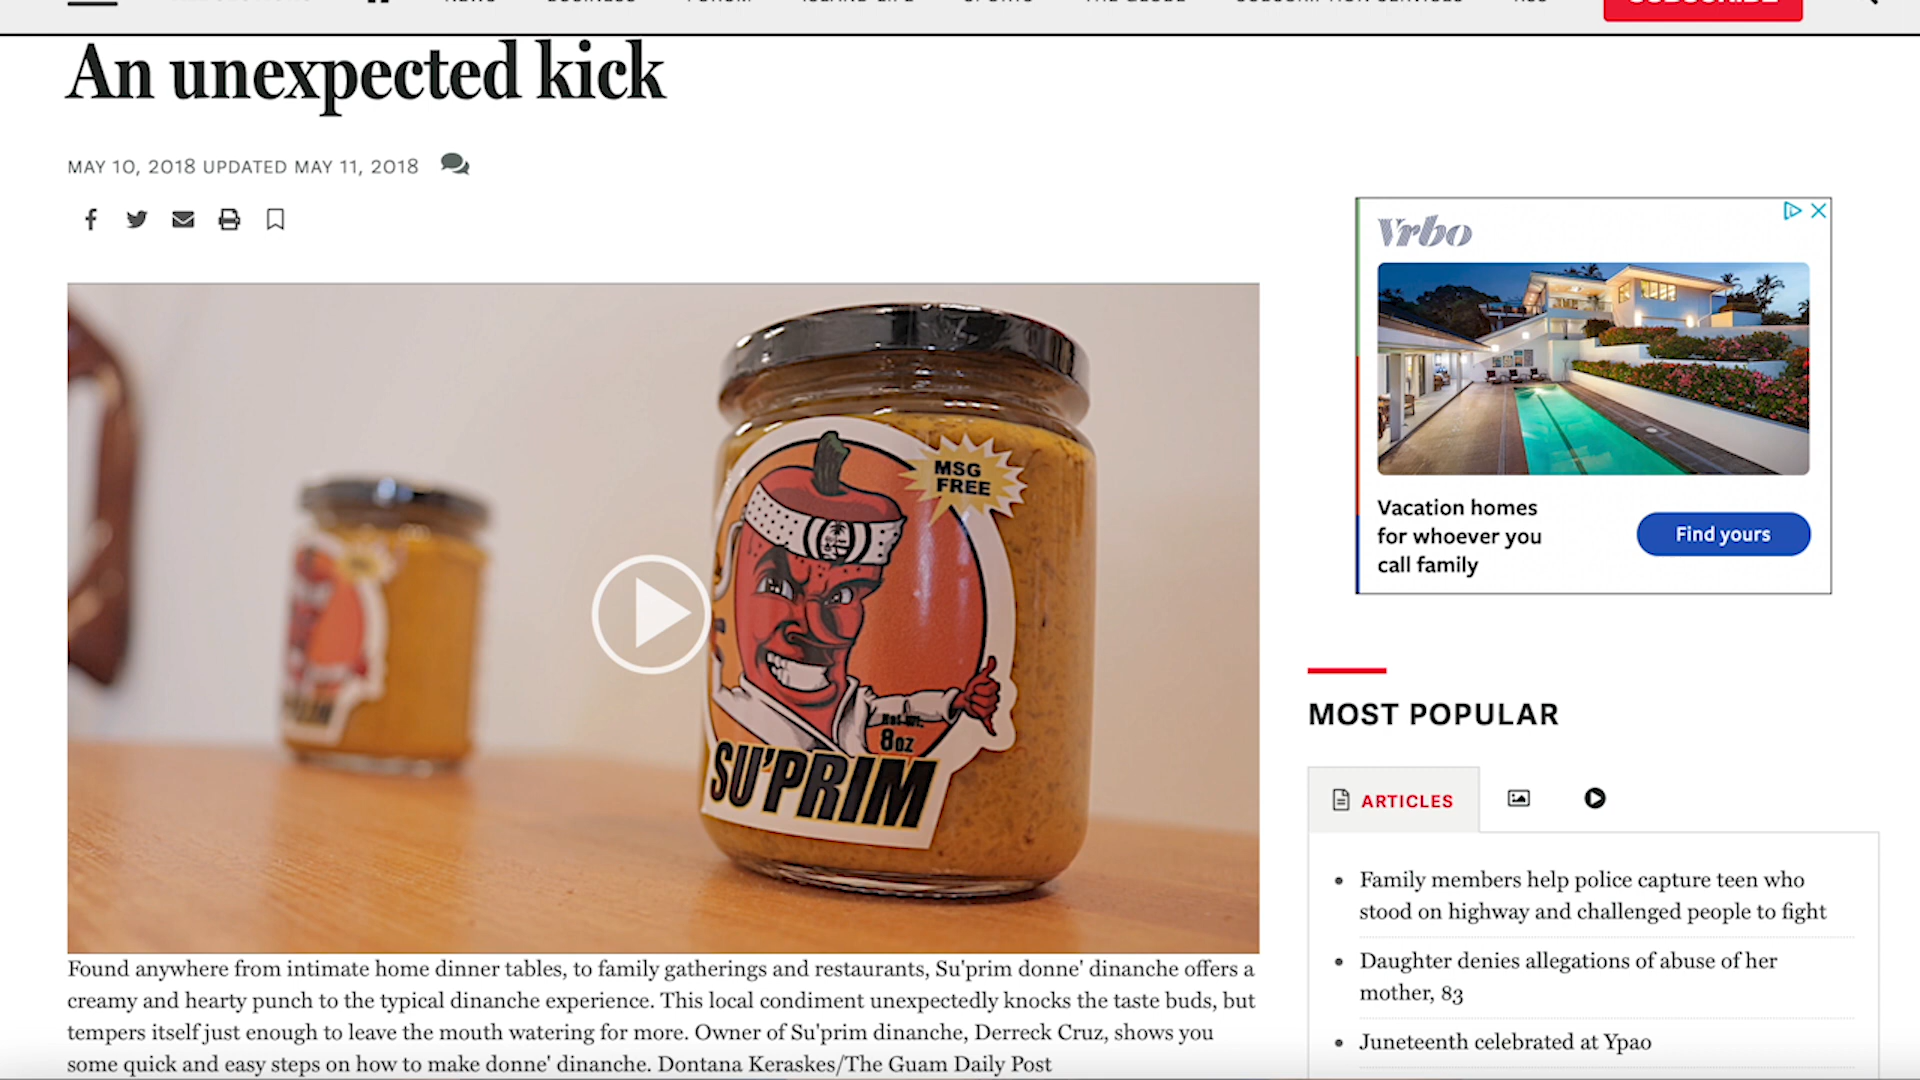 SUBSCRIBE
An unexpected kick
MAY 10, 2018 UPDATED MAY 11, 2018
MSG
FREE
Net wt.
8oz
SU'PRIM
Found anywhere from intimate home dinner tables, to family gatherings and restaurants, Su'prim donne' dinanche offers a
creamy and hearty punch to the typical dinanche experience. This local condiment unexpectedly knocks the taste buds, but
tempers itself just enough to leave the mouth watering for more. Owner of Su'prim dinanche, Derreck Cruz, shows you
some quick and easy steps on how to make donne' dinanche. Dontana Keraskes/The Guam Daily Post
Vrbo
Vacation homes
for whoever you
call family
Find yours
MOST POPULAR
ARTICLES
Family members help police capture teen who
stood on highway and challenged people to fight
Daughter denies allegations of abuse of her
mother, 83
Juneteenth celebrated at Ypao